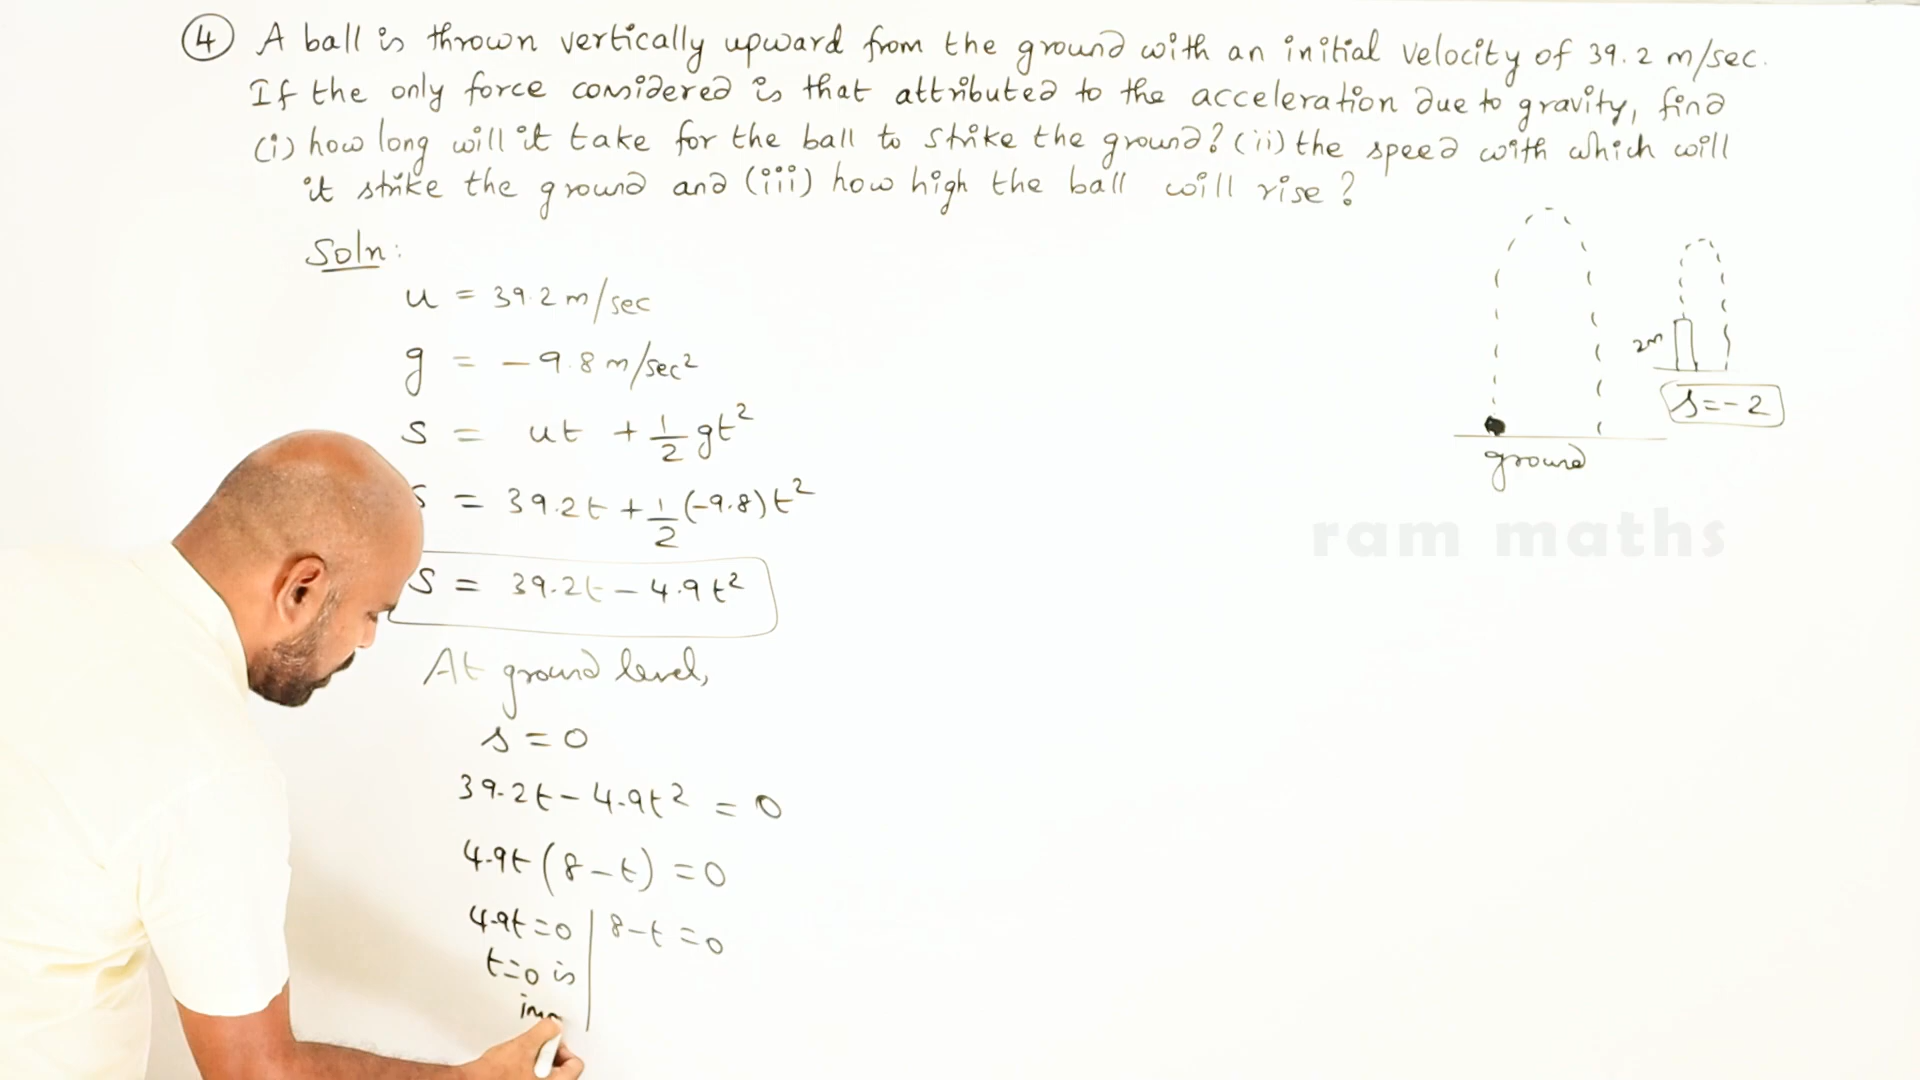 ④ A ball is thrown vertically upward from the ground with an initial velocity of 39.2 m/sec.
If the only force considered is that attributed to the acceleration due to gravity, find
(i) how long will it take for the ball to strike the ground? (ii) the speed with which will
it strike the ground and (iii) how high the ball will rise?
Soln:
u = 39.2 m/sec
g = -9.8 m/sec²
s = ut + 1/2 gt²
s = 39.2t + 1/2 (-9.8)t²
s = 39.2t - 4.9t²
At ground level,
s = 0
39.2t - 4.9t² = 0
4.9t (8-t) = 0
4.9t = 0 | 8-t = 0
t=0 is
2m
s=-2
ground
ram maths